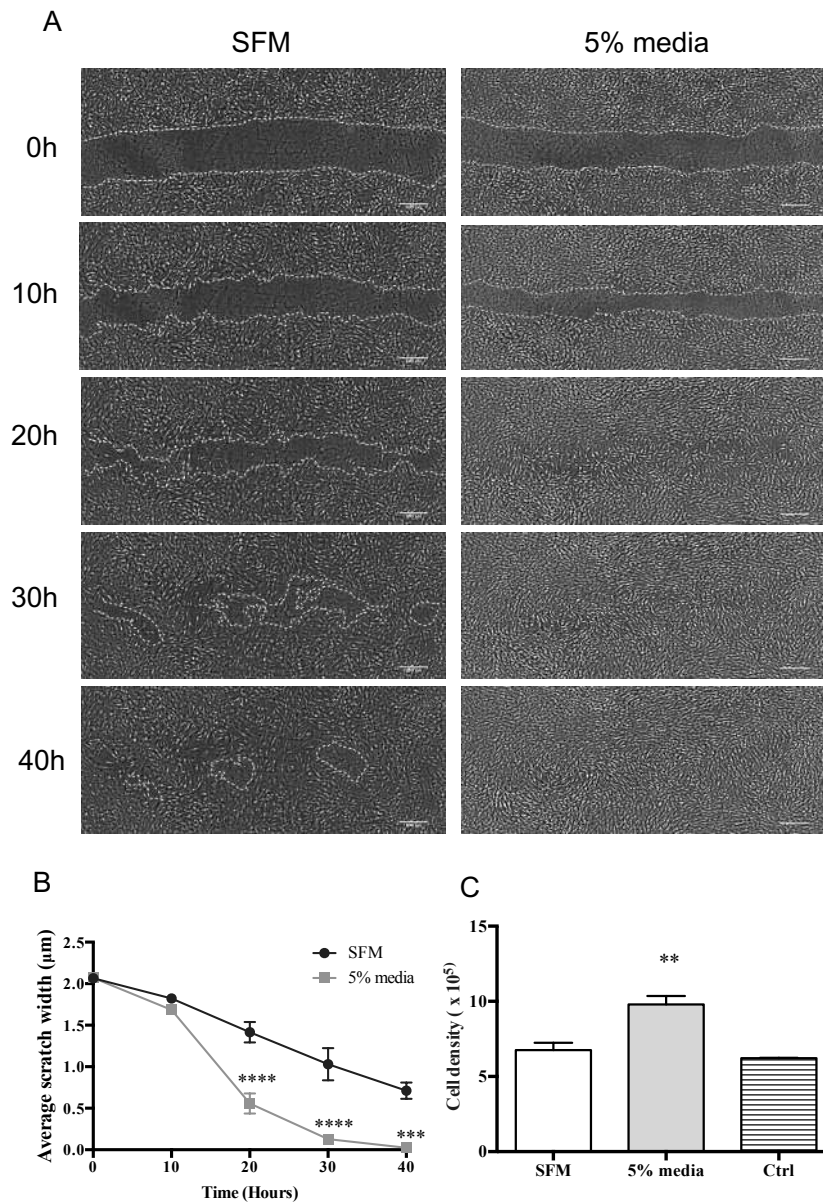 A
SFM 5% media
0h
10h
20h
30h
40h
B
Average scratch width (µm)
2.5
2.0
1.5
1.0
0.5
0.0
SFM
5% media
****
****
***
0 10 20 30 40
Time (Hours)
C
Cell density ( x 10⁵)
15
10
5
0
**
SFM 5% media Ctrl